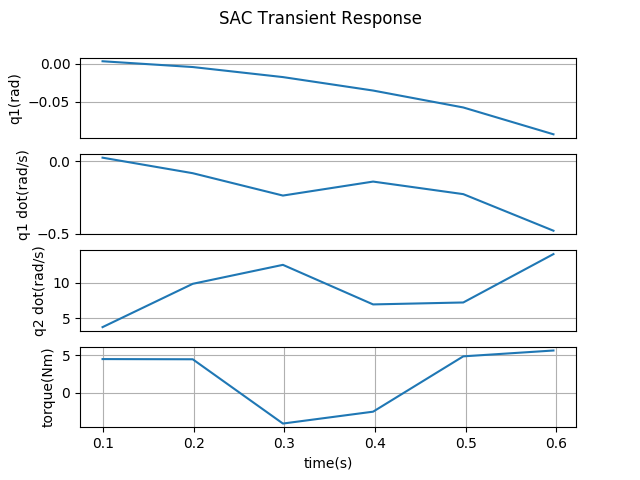 SAC Transient Response
q1(rad)
0.00
−0.05
q1 dot(rad/s)
0.0
−0.5
q2 dot(rad/s)
10
5
torque(Nm)
5
0
0.1 0.2 0.3 0.4 0.5 0.6
time(s)